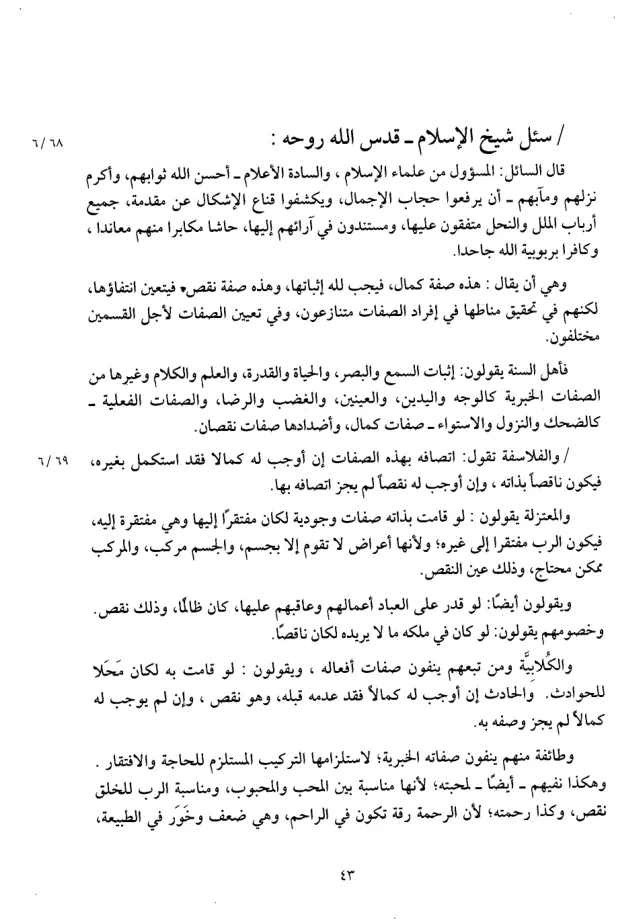 ٦/٦٨
/ سئل شيخ الإسلام ـ قدس الله روحه :
قال السائل: المسؤول من علماء الإسلام ، والسادة الأعلام ـ أحسن الله ثوابهم، وأكرم
نزلهم ومآبهم ـ أن يرفعوا حجاب الإجمال، ويكشفوا قناع الإشكال عن مقدمة، جميع
أرباب الملل والنحل متفقون عليها، ومستندون في آرائهم إليها، حاشا مكابرا منهم معاندا ،
وكافرا بربوبية الله جاحدا.
وهي أن يقال : هذه صفة كمال، فيجب لله إثباتها، وهذه صفة نقص، فيتعين انتفاؤها،
لكنهم في تحقيق مناطها في إفراد الصفات متنازعون، وفي تعيين الصفات لأجل القسمين
مختلفون.
فأهل السنة يقولون: إثبات السمع والبصر، والحياة والقدرة، والعلم والكلام وغيرها من
الصفات الخبرية كالوجه واليدين، والعينين، والغضب والرضا، والصفات الفعلية ـ
كالضحك والنزول والاستواء ـ صفات كمال، وأضدادها صفات نقصان.
٦/٦٩
/ والفلاسفة تقول: اتصافه بهذه الصفات إن أوجب له كمالا فقد استكمل بغيره،
فيكون ناقصاً بذاته ، وإن أوجب له نقصاً لم يجز اتصافه بها.
والمعتزلة يقولون : لو قامت بذاته صفات وجودية لكان مفتقرًا إليها وهي مفتقرة إليه،
فيكون الرب مفتقرا إلى غيره؛ ولأنها أعراض لا تقوم إلا بجسم، والجسم مركب، والمركب
ممكن محتاج، وذلك عين النقص.
ويقولون أيضًا: لو قدر على العباد أعمالهم وعاقبهم عليها، كان ظالمًا، وذلك نقص.
وخصومهم يقولون: لو كان في ملكه ما لا يريده لكان ناقصًا.
والكُلابِيَّة ومن تبعهم ينفون صفات أفعاله ، ويقولون : لو قامت به لكان مَحَلا
للحوادث. والحادث إن أوجب له كمالاً فقد عدمه قبله، وهو نقص ، وإن لم يوجب له
كمالاً لم يجز وصفه به.
وطائفة منهم ينفون صفاته الخبرية؛ لاستلزامها التركيب المستلزم للحاجة والافتقار .
وهكذا نفيهم ـ أيضًا ـ لمحبته؛ لأنها مناسبة بين المحب والمحبوب، ومناسبة الرب للخلق
نقص، وكذا رحمته؛ لأن الرحمة رقة تكون في الراحم، وهي ضعف وخَوَر في الطبيعة،
٤٣